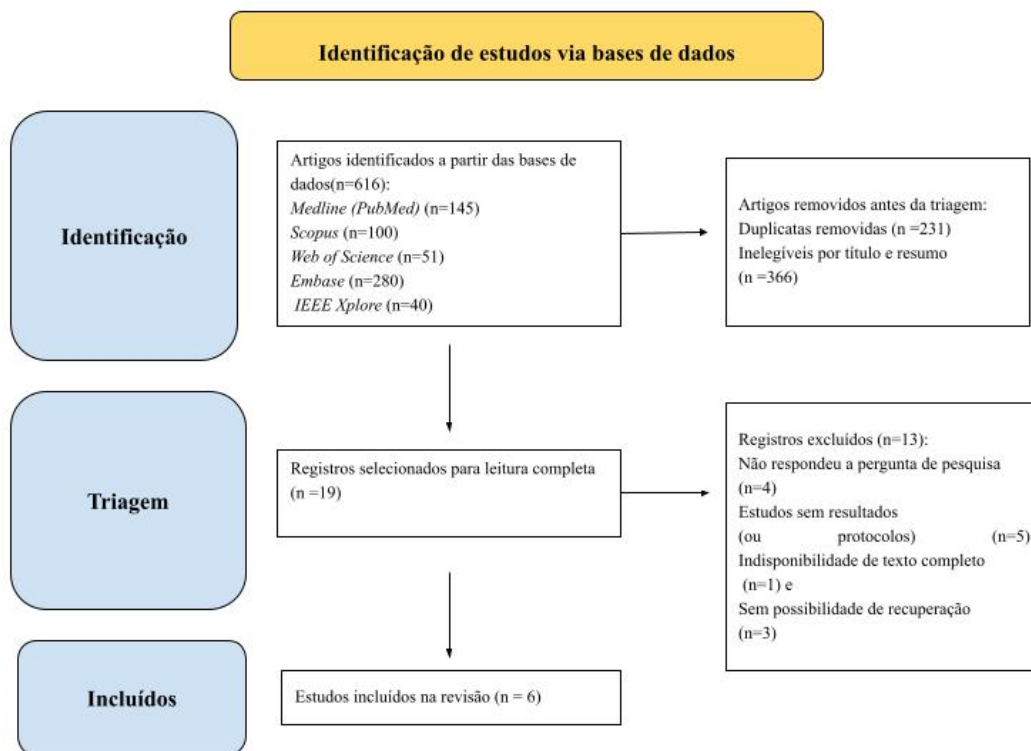 Identificação de estudos via bases de dados
Identificação
Artigos identificados a partir das bases de
dados(n=616):
Medline (PubMed) (n=145)
Scopus (n=100)
Web of Science (n=51)
Embase (n=280)
IEEE Xplore (n=40)
Artigos removidos antes da triagem:
Duplicatas removidas (n =231)
Inelegíveis por título e resumo
(n =366)
Triagem
Registros selecionados para leitura completa
(n =19)
Registros excluídos (n=13):
Não respondeu a pergunta de pesquisa
(n=4)
Estudos sem resultados
(ou protocolos) (n=5)
Indisponibilidade de texto completo
(n=1) e
Sem possibilidade de recuperação
(n=3)
Incluídos
Estudos incluidos na revisão (n = 6)